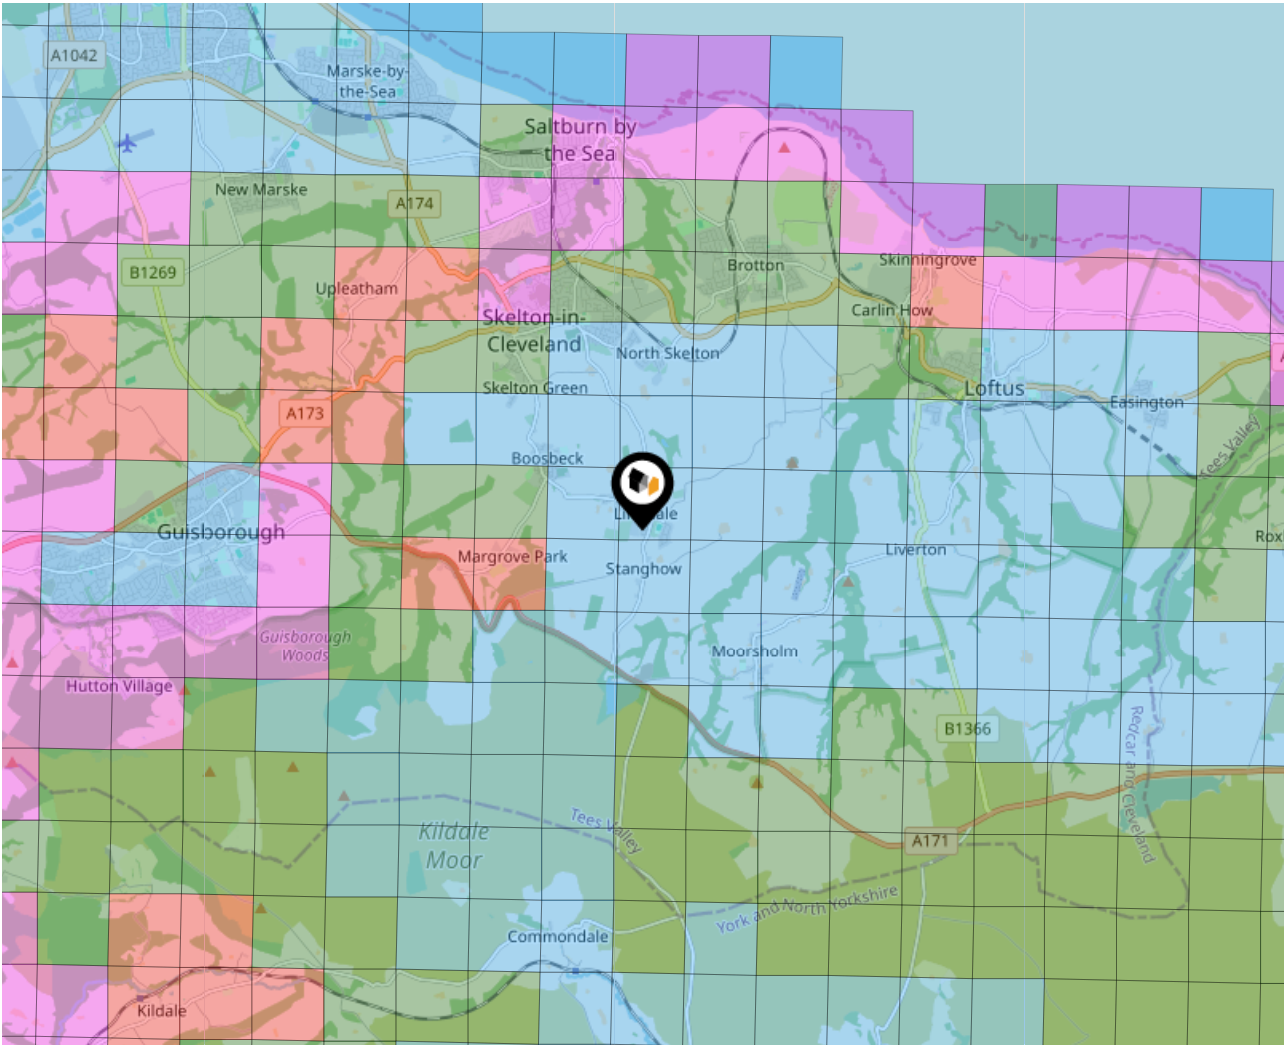 A1042
Marske-by-
the-Sea
Saltburn by
the Sea
New Marske
A174
B1269
Upleatham
Brotton
Skinningrove
Carlin How
Skelton-in-
Cleveland
North Skelton
Skelton Green
Loftus
Easington
A173
Boosbeck
Tees Valley
Guisborough
Margrove Park
Stanghow
Liverton
Rox
Guisborough
Woods
Moorsholm
Hutton Village
B1366
Redcar and Cleveland
Kildale
Moor
Tees Valley
A171
York and North Yorkshire
Commondale
Kildale